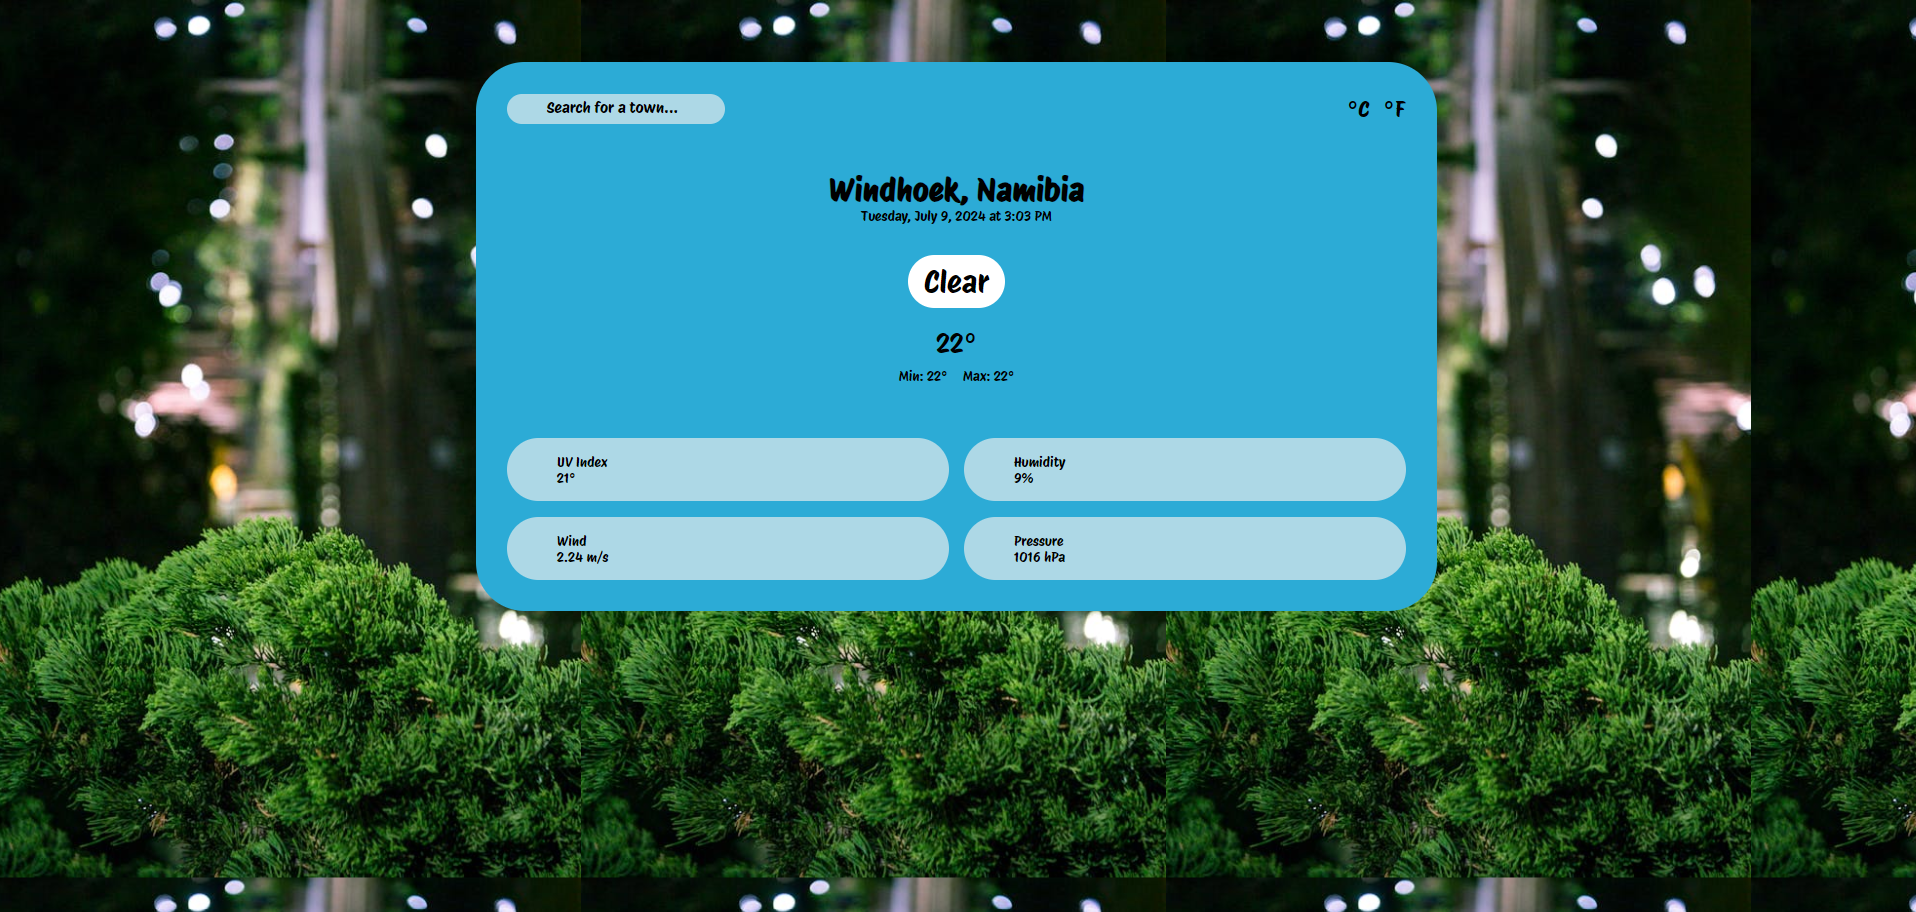 Search for a town...
°C °F
Windhoek, Namibia
Tuesday, July 9, 2024 at 3:03 PM
Clear
22°
Min: 22° Max: 22°
UV Index
21°
Humidity
9%
Wind
2.24 m/s
Pressure
1016 hPa